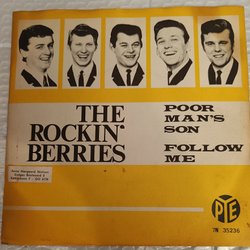 THE
ROCKIN'
BERRIES
POOR
MAN'S
SON
FOLLOW
ME
PYE
7N 35236